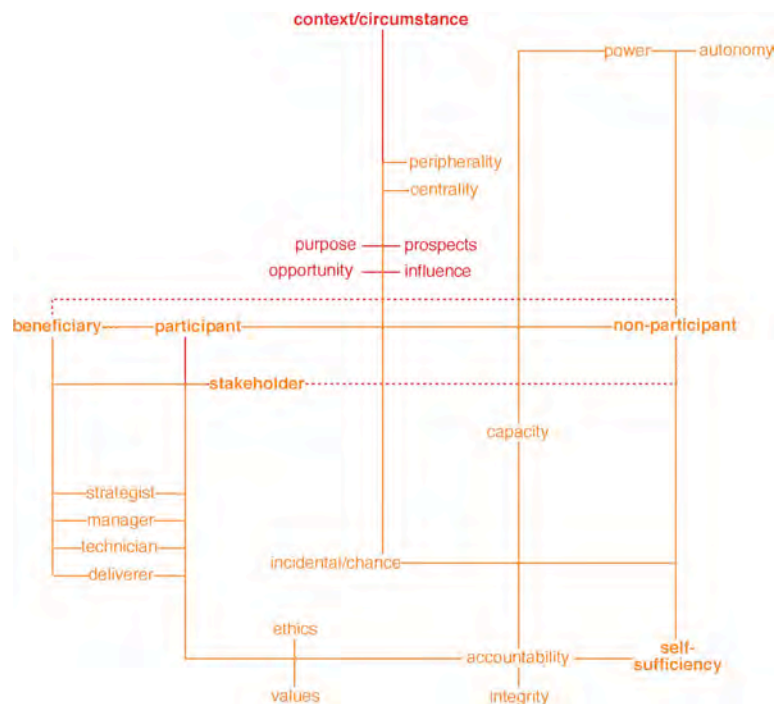 context/circumstance
power
autonomy
peripherality
centrality
purpose
prospects
opportunity
influence
beneficiary
participant
non-participant
stakeholder
capacity
strategist
manager
technician
deliverer
incidental/chance
ethics
accountability
self-
sufficiency
values
integrity